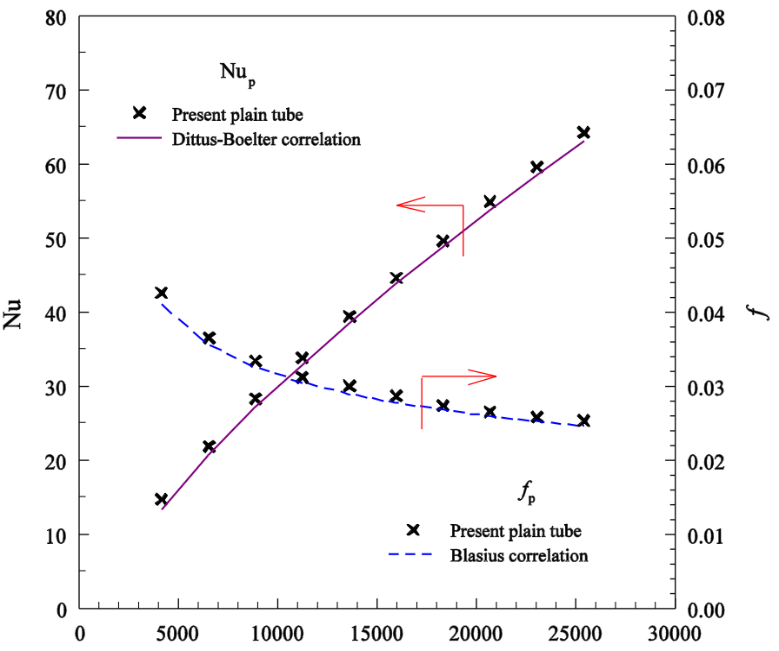 80
0.08
70
0.07
60
0.06
50
0.05
40
0.04
30
0.03
20
0.02
10
0.01
0
0.00
0 5000 10000 15000 20000 25000 30000
Nu
f
Nup
Present plain tube
Dittus-Boelter correlation
fp
Present plain tube
Blasius correlation